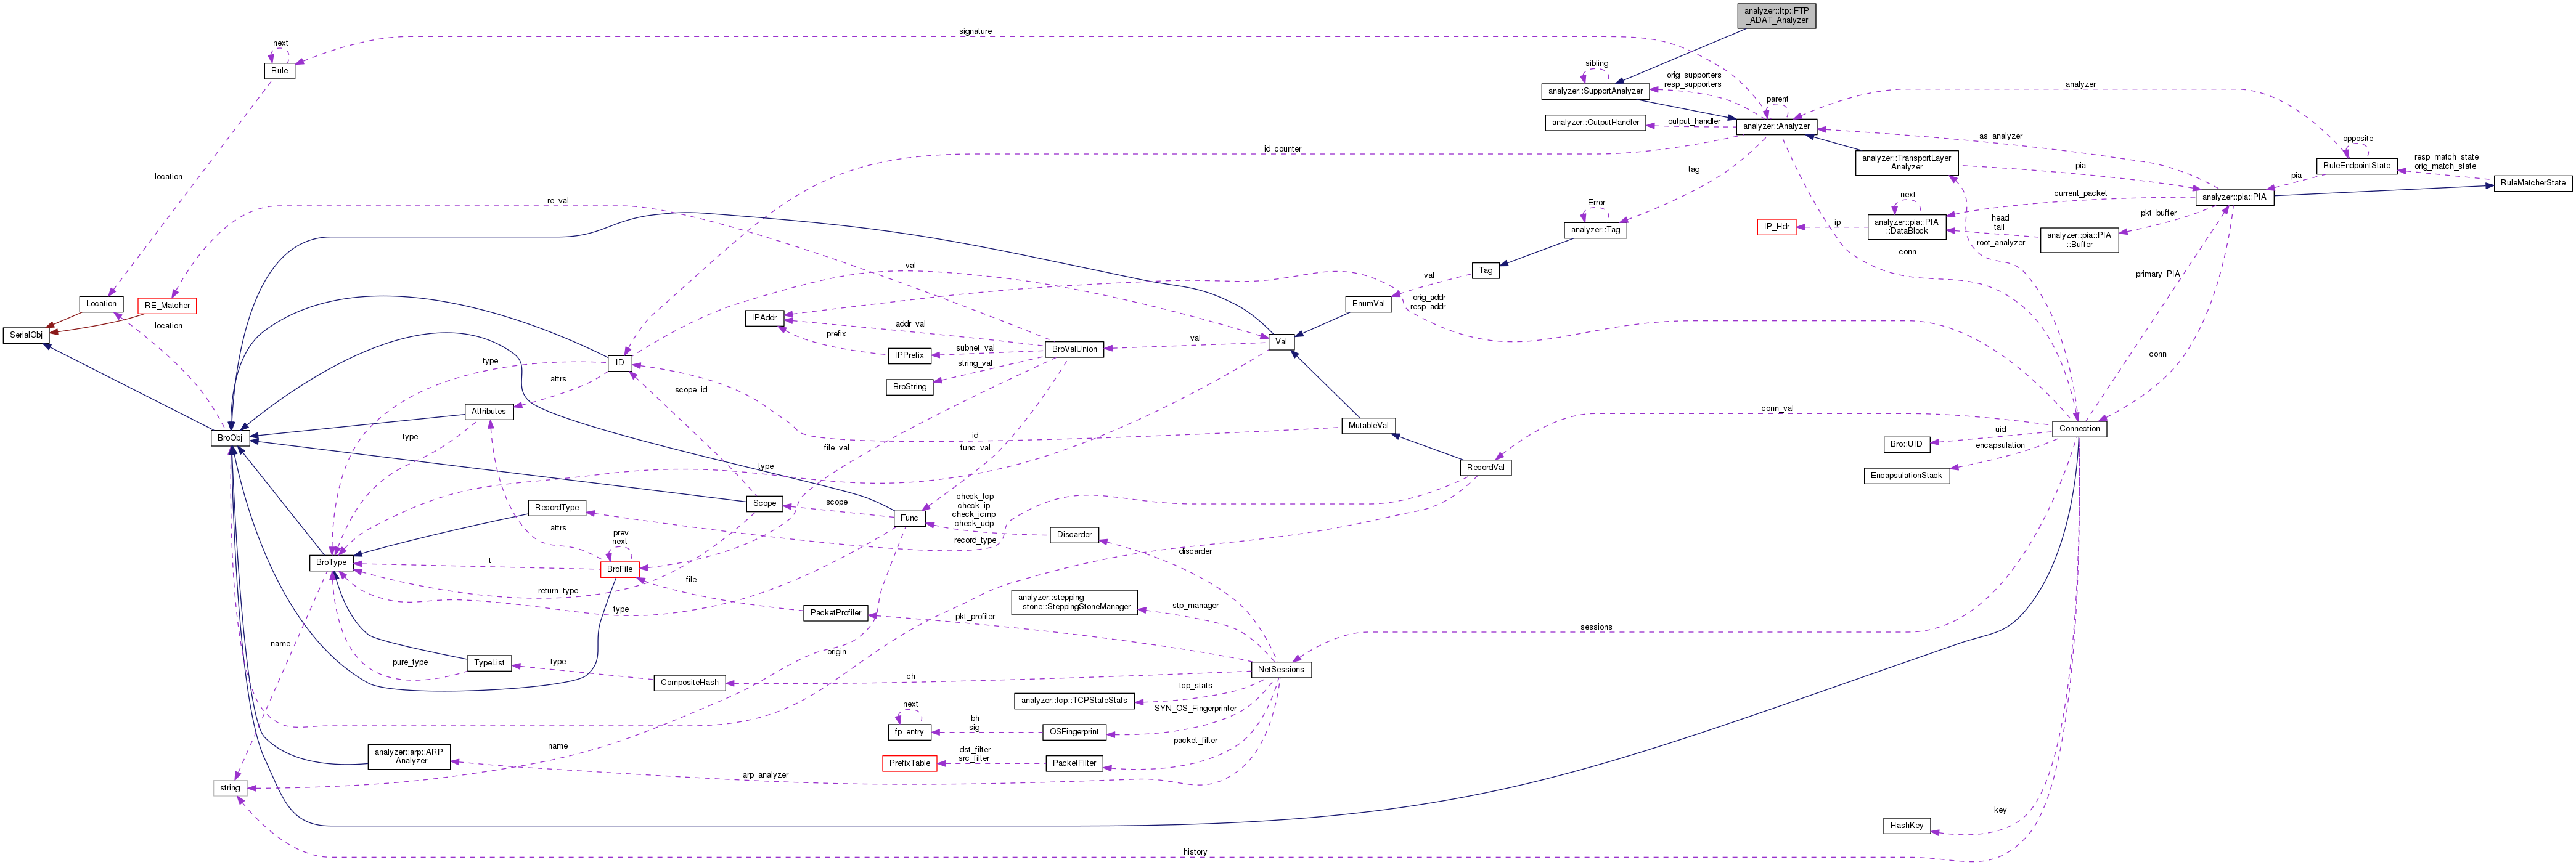 analyzer::ftp::FTP
_ADAT_Analyzer
signature
next
Rule
sibling
orig_supporters
resp_supporters
analyzer::SupportAnalyzer
analyzer
parent
analyzer::OutputHandler
output_handler
analyzer::Analyzer
as_analyzer
opposite
id_counter
analyzer::TransportLayer
Analyzer
pia
RuleEndpointState
resp_match_state
orig_match_state
RuleMatcherState
location
tag
pia
re_val
Error
analyzer::Tag
next
current_packet
analyzer::pia::PIA
IP_Hdr
ip
analyzer::pia::PIA
::DataBlock
head
tail
pkt_buffer
analyzer::pia::PIA
::Buffer
root_analyzer
conn
val
Tag
val
primary_PIA
Location
RE_Matcher
orig_addr
resp_addr
EnumVal
SerialObj
location
IPAddr
addr_val
prefix
IPPrefix
subnet_val
BroValUnion
val
Val
conn
type
ID
string_val
BroString
attrs
scope_id
Attributes
conn_val
BroObj
type
id
MutableVal
Connection
uid
Bro::UID
encapsulation
file_val
func_val
type
RecordVal
EncapsulationStack
RecordType
Scope
scope
Func
check_tcp
check_ip
check_icmp
check_udp
Discarder
attrs
prev
next
record_type
discarder
BroType
t
BroFile
file
return_type
type
PacketProfiler
pkt_profiler
analyzer::stepping
_stone::SteppingStoneManager
stp_manager
sessions
name
pure_type
TypeList
type
origin
CompositeHash
ch
NetSessions
tcp_stats
analyzer::tcp::TCPStateStats
next
SYN_OS_Fingerprinter
fp_entry
bh
sig
OSFingerprint
packet_filter
name
analyzer::arp::ARP
_Analyzer
dst_filter
src_filter
PrefixTable
PacketFilter
arp_analyzer
string
key
HashKey
history